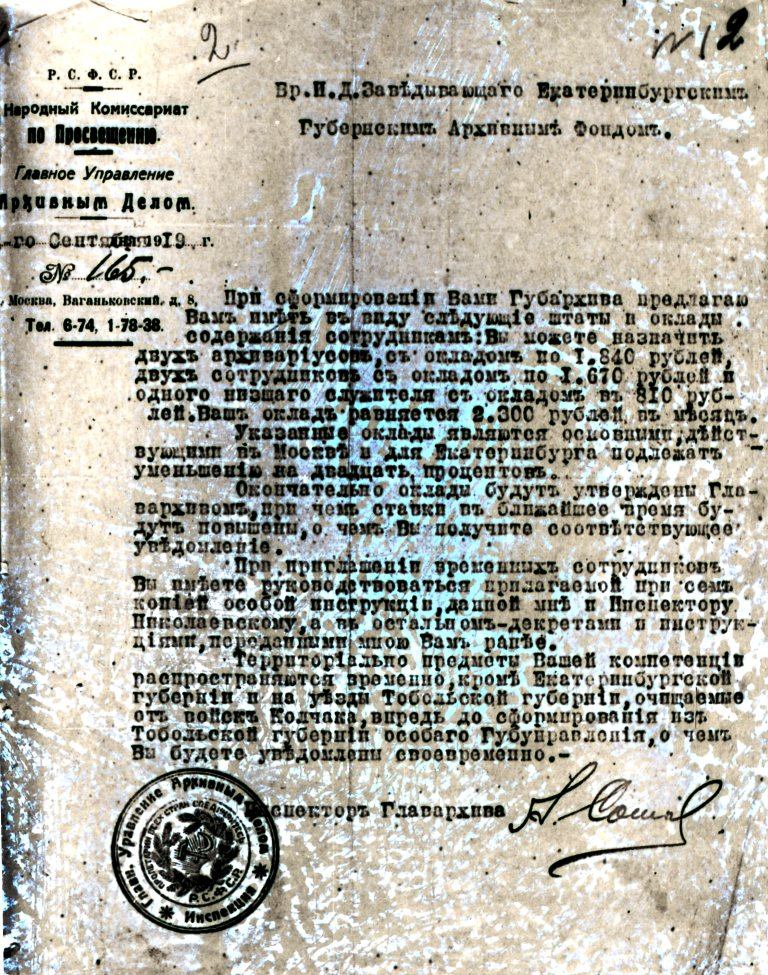 2
№ 2
Р. С. Ф. С. Р.
Народный Комиссариат
по Просвещению.
Главное Управление
Архивным Делом.
го Сентября 1919 г.
№ 165.-
Москва, Ваганьковский, д. 8,
Тел. 6-74, 1-78-38.
Вр.И.Д.Завѣдывающаго Екатеринбургскимъ
Губернскимъ Архивнымъ Фондомъ.
При сформированіи Вами Губархива предлагаю
Вамъ имѣть въ виду слѣдующіе штаты и оклады
содержанія сотрудникамъ:Вы можете назначить
двухъ архиваріусовъ,съ окладомъ по 1.840 рублей,
двухъ сотрудниковъ съ окладомъ по 1.670 рублей и
одного низшаго служителя съ окладомъ въ 810 руб-
лей.Вашъ окладъ равняется 2.300 рублей въ мѣсяцъ.
Указанные оклады являются основными,дѣйст-
вующими въ Москвѣ и для Екатеринбурга подлежатъ
уменьшенію на двадцать процентовъ.
Окончательно оклады будутъ утверждены Гла-
вархивомъ,при чемъ ставки въ ближайшее время бу-
дутъ повышены,о чемъ Вы получите соотвѣтствующее
увѣдомленіе.
При приглашеніи временныхъ сотрудниковъ
Вы имѣете руководствоваться прилагаемой при семъ
копіей особой инструкціи,данной мнѣ и Инспектору
Николаевскому,а въ остальномъ-декретами и инструк-
ціями,переданными мною Вамъ ранѣе.
Территоріально предметы Вашей компетенціи
распространяются временно,кромѣ Екатеринбургской
губерніи и на уѣзды Тобольской губерніи,очищаемые
отъ войскъ Колчака,впредь до сформированія изъ
Тобольской губерніи особаго Губуправленія,о чемъ
Вы будете увѣдомлены своевременно.-
Инспекторъ Главархива
Глав. Управление Архивным Делом
Инспекция
Р.С.Ф.С.Р.